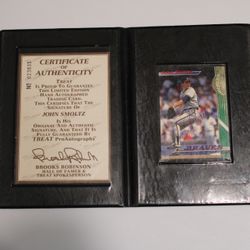 CERTIFICATE
OF
AUTHENTICITY
TREAT
IS PROUD TO GUARANTEE
THIS LIMITED EDITION
HAND AUTOGRAPHED
TRADING CARD.
THIS CERTIFIES THAT THE
SIGNATURE OF
JOHN SMOLTZ
IS HIS
ORIGINAL AND AUTHENTIC
SIGNATURE, AND THAT IT IS
FULLY GUARANTEED BY
TREAT ProAutographs
BROOKS ROBINSON
HALL OF FAMER &
TREAT SPOKESPERSON
BRAVES